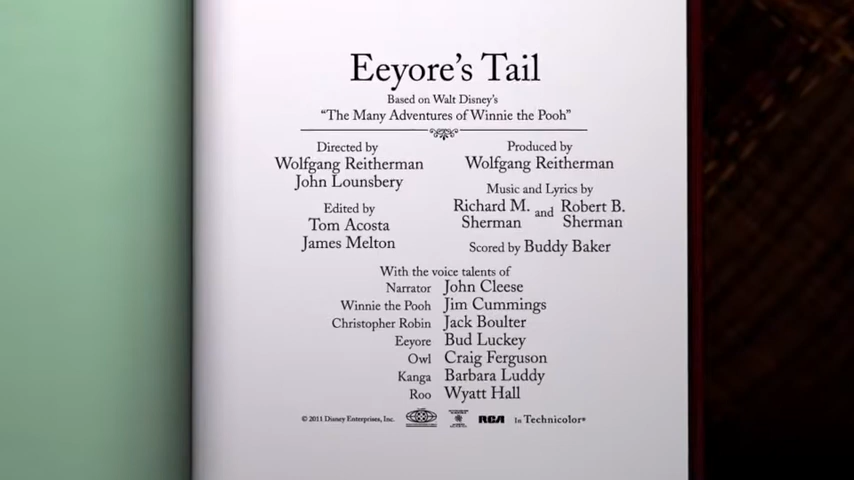 Eeyore's Tail
Based on Walt Disney's
"The Many Adventures of Winnie the Pooh"
Directed by
Wolfgang Reitherman
John Lounsbery
Edited by
Tom Acosta
James Melton
Produced by
Wolfgang Reitherman
Music and Lyrics by
Richard M. Sherman and Robert B. Sherman
Scored by Buddy Baker
With the voice talents of
Narrator John Cleese
Winnie the Pooh Jim Cummings
Christopher Robin Jack Boulter
Eeyore Bud Luckey
Owl Craig Ferguson
Kanga Barbara Luddy
Roo Wyatt Hall
© 2011 Disney Enterprises, Inc. RCA In Technicolor®